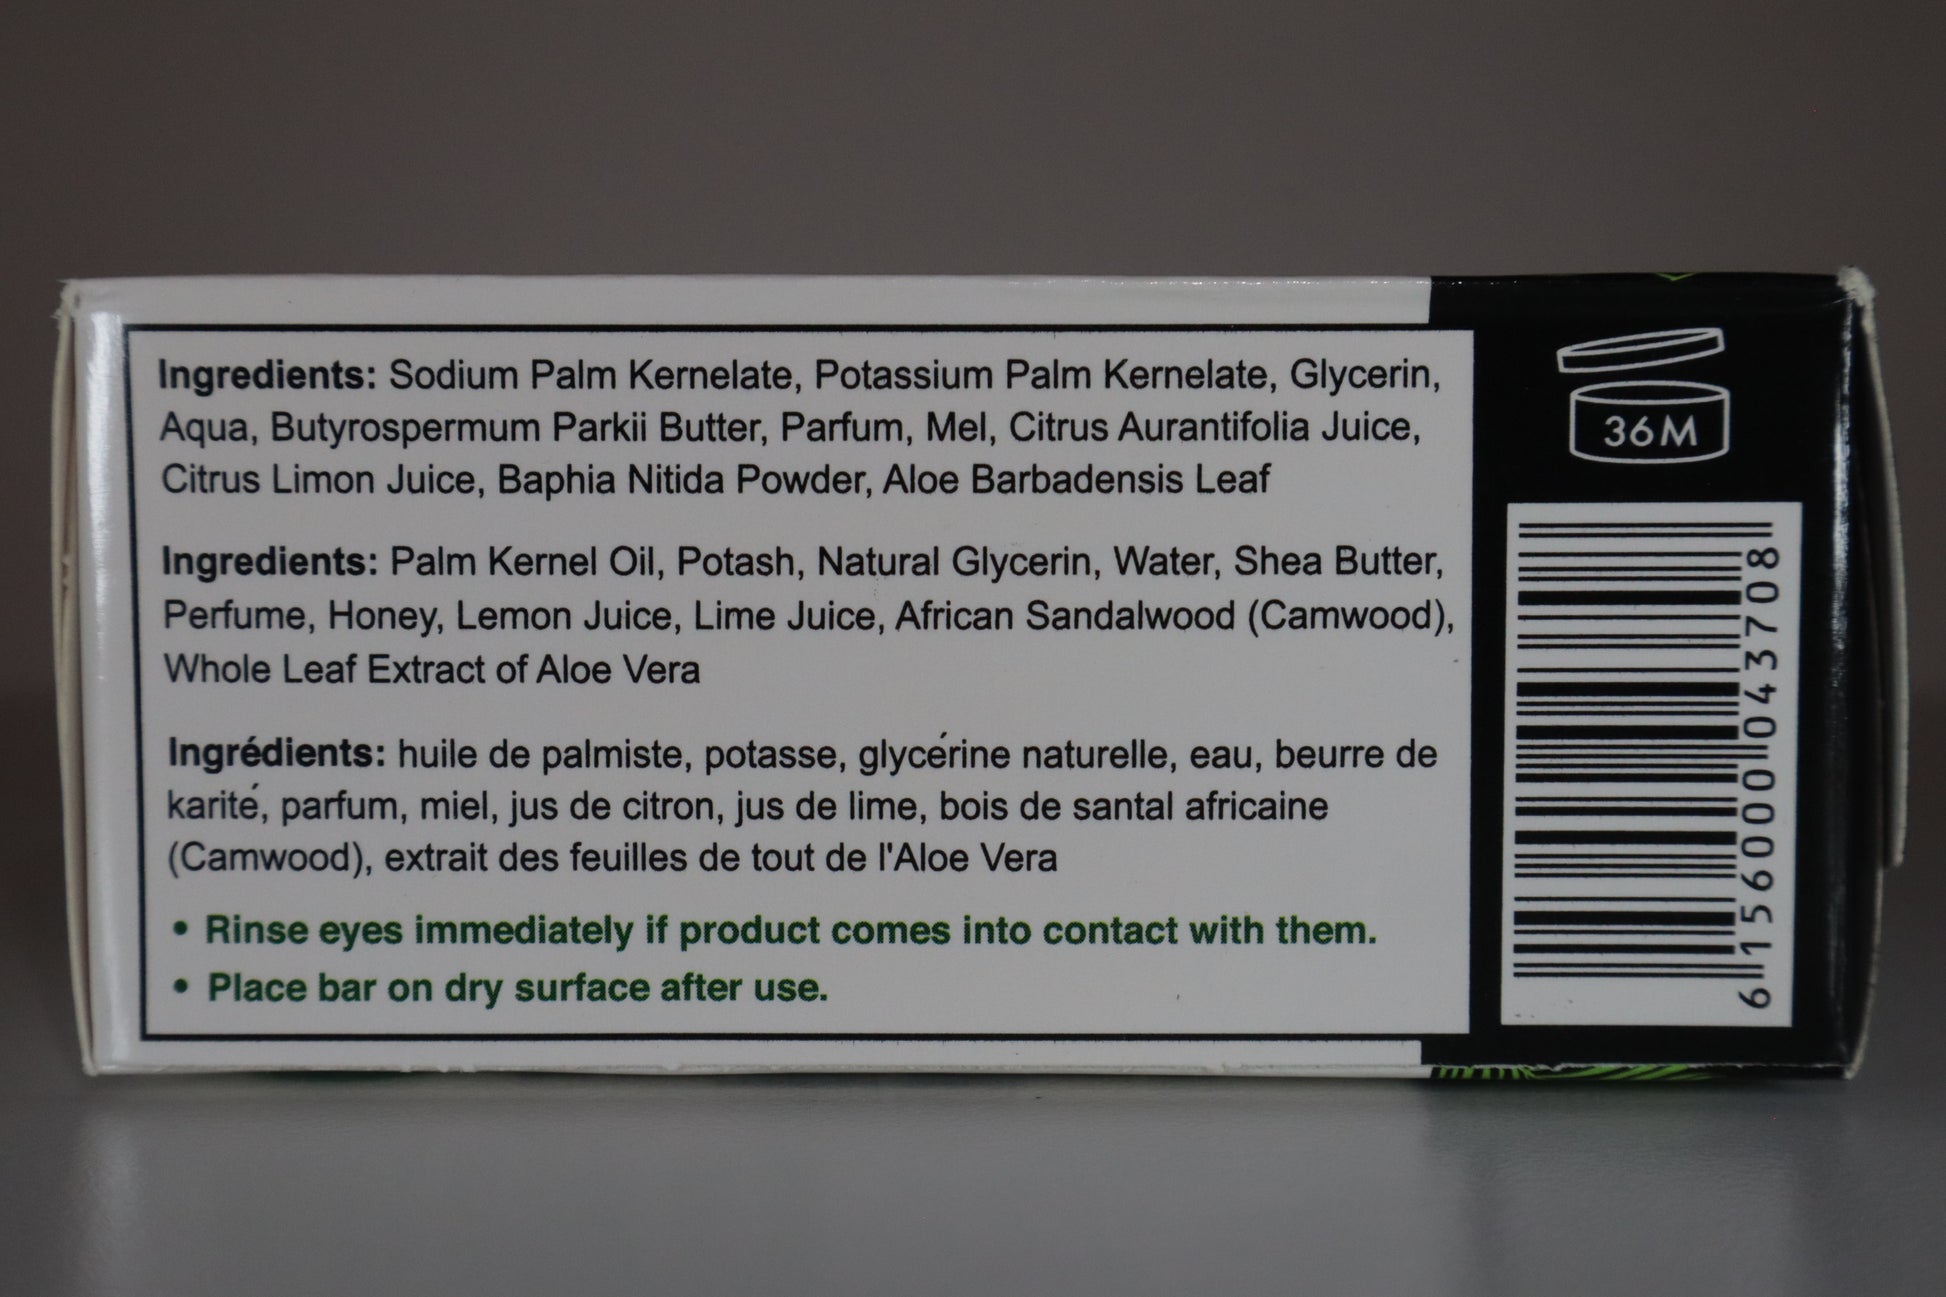 Ingredients: Sodium Palm Kernelate, Potassium Palm Kernelate, Glycerin,
Aqua, Butyrospermum Parkii Butter, Parfum, Mel, Citrus Aurantifolia Juice,
Citrus Limon Juice, Baphia Nitida Powder, Aloe Barbadensis Leaf
Ingredients: Palm Kernel Oil, Potash, Natural Glycerin, Water, Shea Butter,
Perfume, Honey, Lemon Juice, Lime Juice, African Sandalwood (Camwood),
Whole Leaf Extract of Aloe Vera
Ingrédients: huile de palmiste, potasse, glycérine naturelle, eau, beurre de
karité, parfum, miel, jus de citron, jus de lime, bois de santal africaine
(Camwood), extrait des feuilles de tout de l'Aloe Vera
• Rinse eyes immediately if product comes into contact with them.
• Place bar on dry surface after use.
36M
6 156000 043708